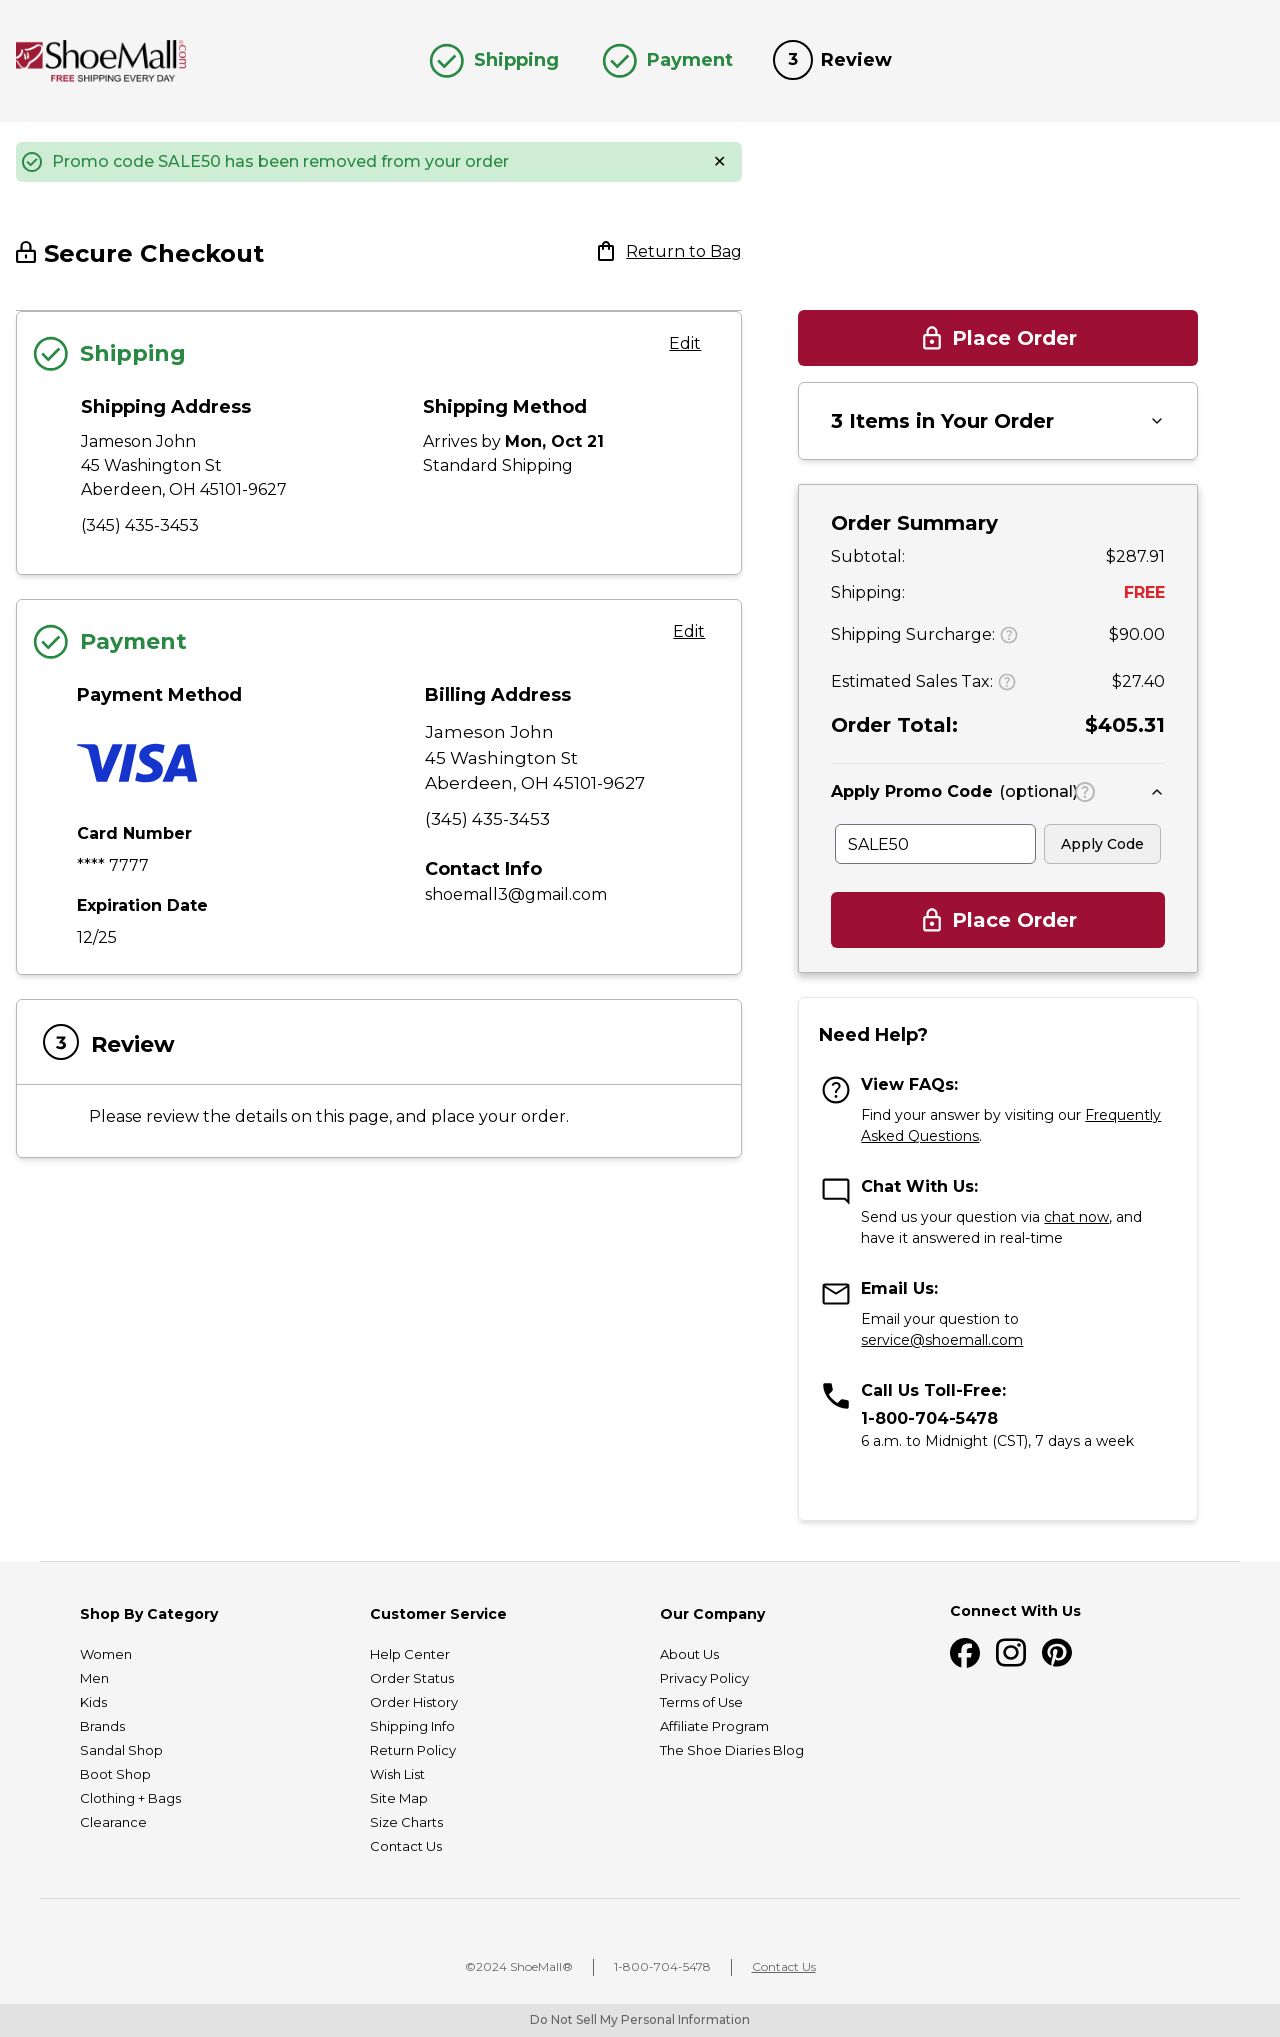 ShoeMall.com
FREE SHIPPING EVERY DAY
Shipping
Payment
3 Review
Promo code SALE50 has been removed from your order ✕
Secure Checkout
Return to Bag
Shipping
Edit
Shipping Address
Jameson John
45 Washington St
Aberdeen, OH 45101-9627
(345) 435-3453
Shipping Method
Arrives by Mon, Oct 21
Standard Shipping
Payment
Edit
Payment Method
VISA
Card Number
**** 7777
Expiration Date
12/25
Billing Address
Jameson John
45 Washington St
Aberdeen, OH 45101-9627
(345) 435-3453
Contact Info
shoemall3@gmail.com
3 Review
Please review the details on this page, and place your order.
Place Order
3 Items in Your Order
Order Summary
Subtotal: $287.91
Shipping: FREE
Shipping Surcharge: ? $90.00
Estimated Sales Tax: ? $27.40
Order Total: $405.31
Apply Promo Code (optional) ?
SALE50 Apply Code
Place Order
Need Help?
View FAQs:
Find your answer by visiting our Frequently
Asked Questions.
Chat With Us:
Send us your question via chat now, and
have it answered in real-time
Email Us:
Email your question to
service@shoemall.com
Call Us Toll-Free:
1-800-704-5478
6 a.m. to Midnight (CST), 7 days a week
Shop By Category
Women
Men
Kids
Brands
Sandal Shop
Boot Shop
Clothing + Bags
Clearance
Customer Service
Help Center
Order Status
Order History
Shipping Info
Return Policy
Wish List
Site Map
Size Charts
Contact Us
Our Company
About Us
Privacy Policy
Terms of Use
Affiliate Program
The Shoe Diaries Blog
Connect With Us
©2024 ShoeMall® | 1-800-704-5478 | Contact Us
Do Not Sell My Personal Information